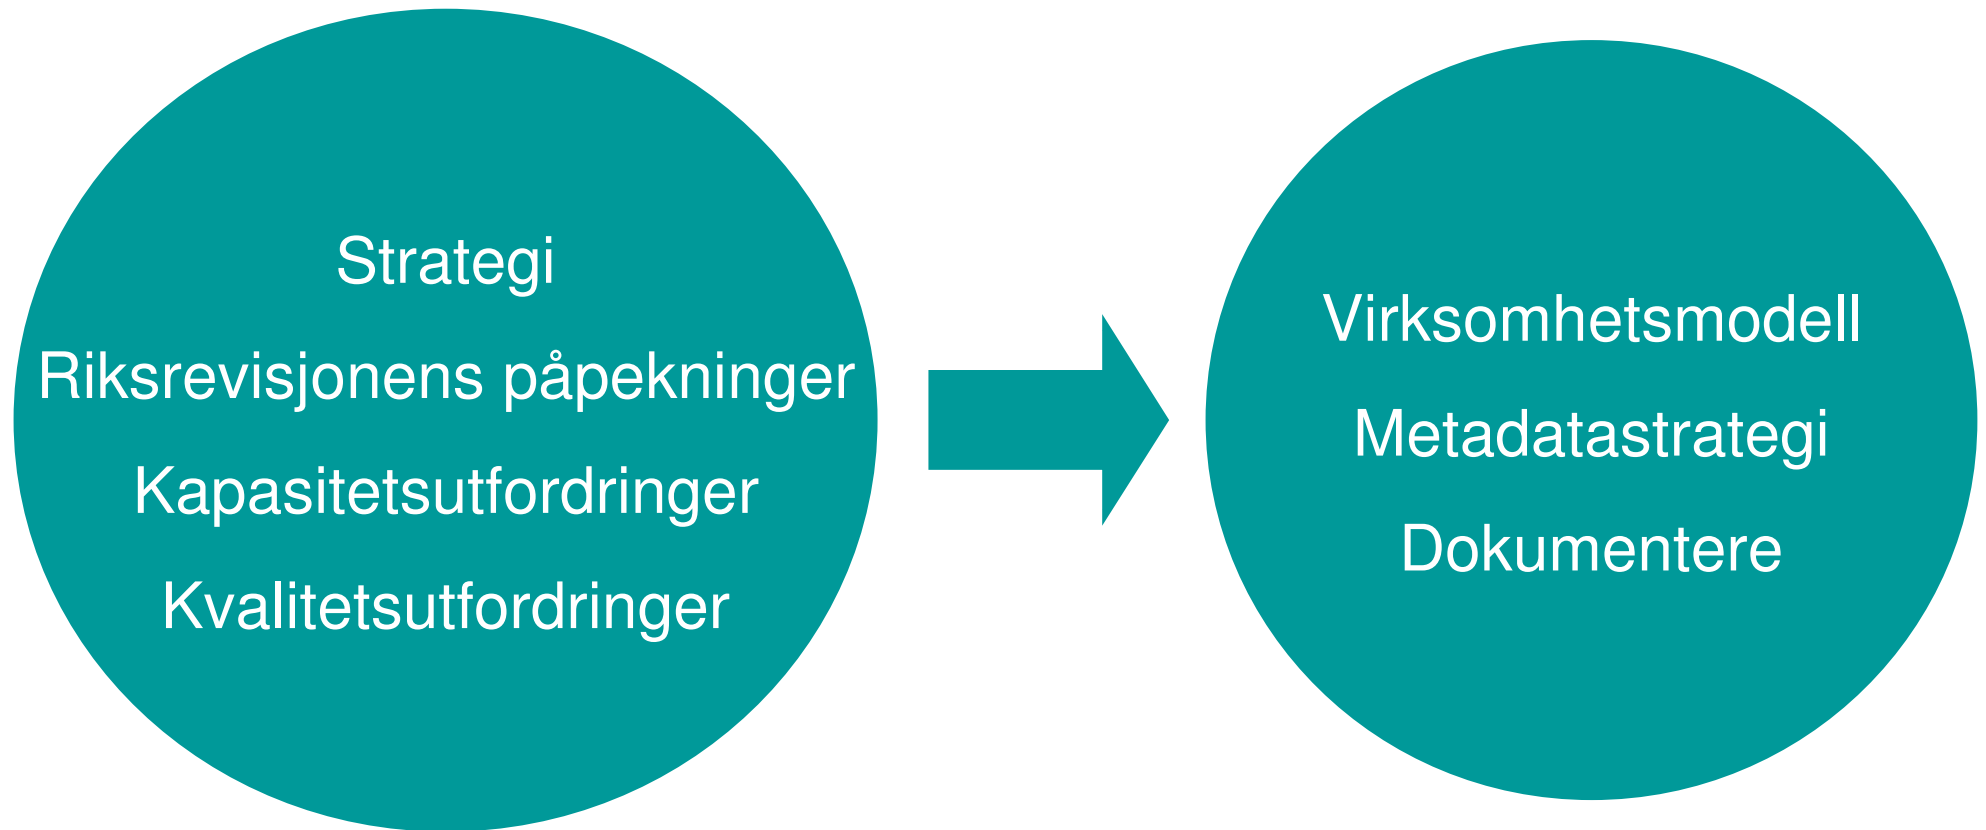 Strategi
Riksrevisjonens påpekninger
Kapasitetsutfordringer
Kvalitetsutfordringer
Virksomhetsmodell
Metadatastrategi
Dokumentere